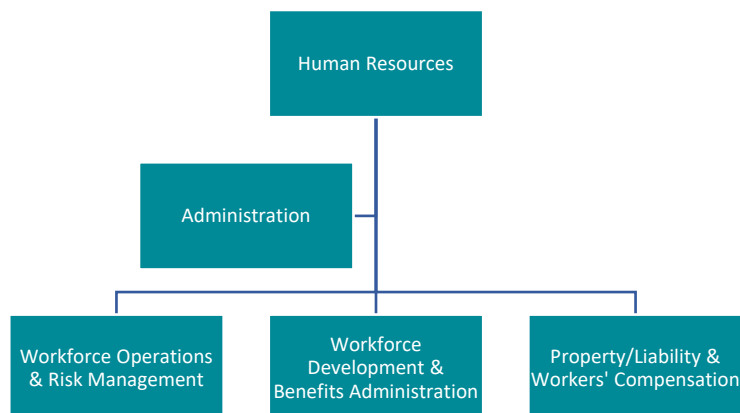 Human Resources
Administration
Workforce Operations
& Risk Management
Workforce
Development &
Benefits Administration
Property/Liability &
Workers' Compensation